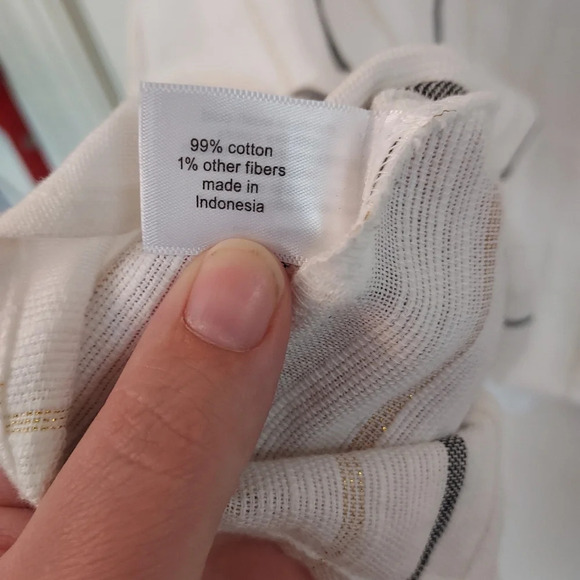 99% cotton
1% other fibers
made in
Indonesia